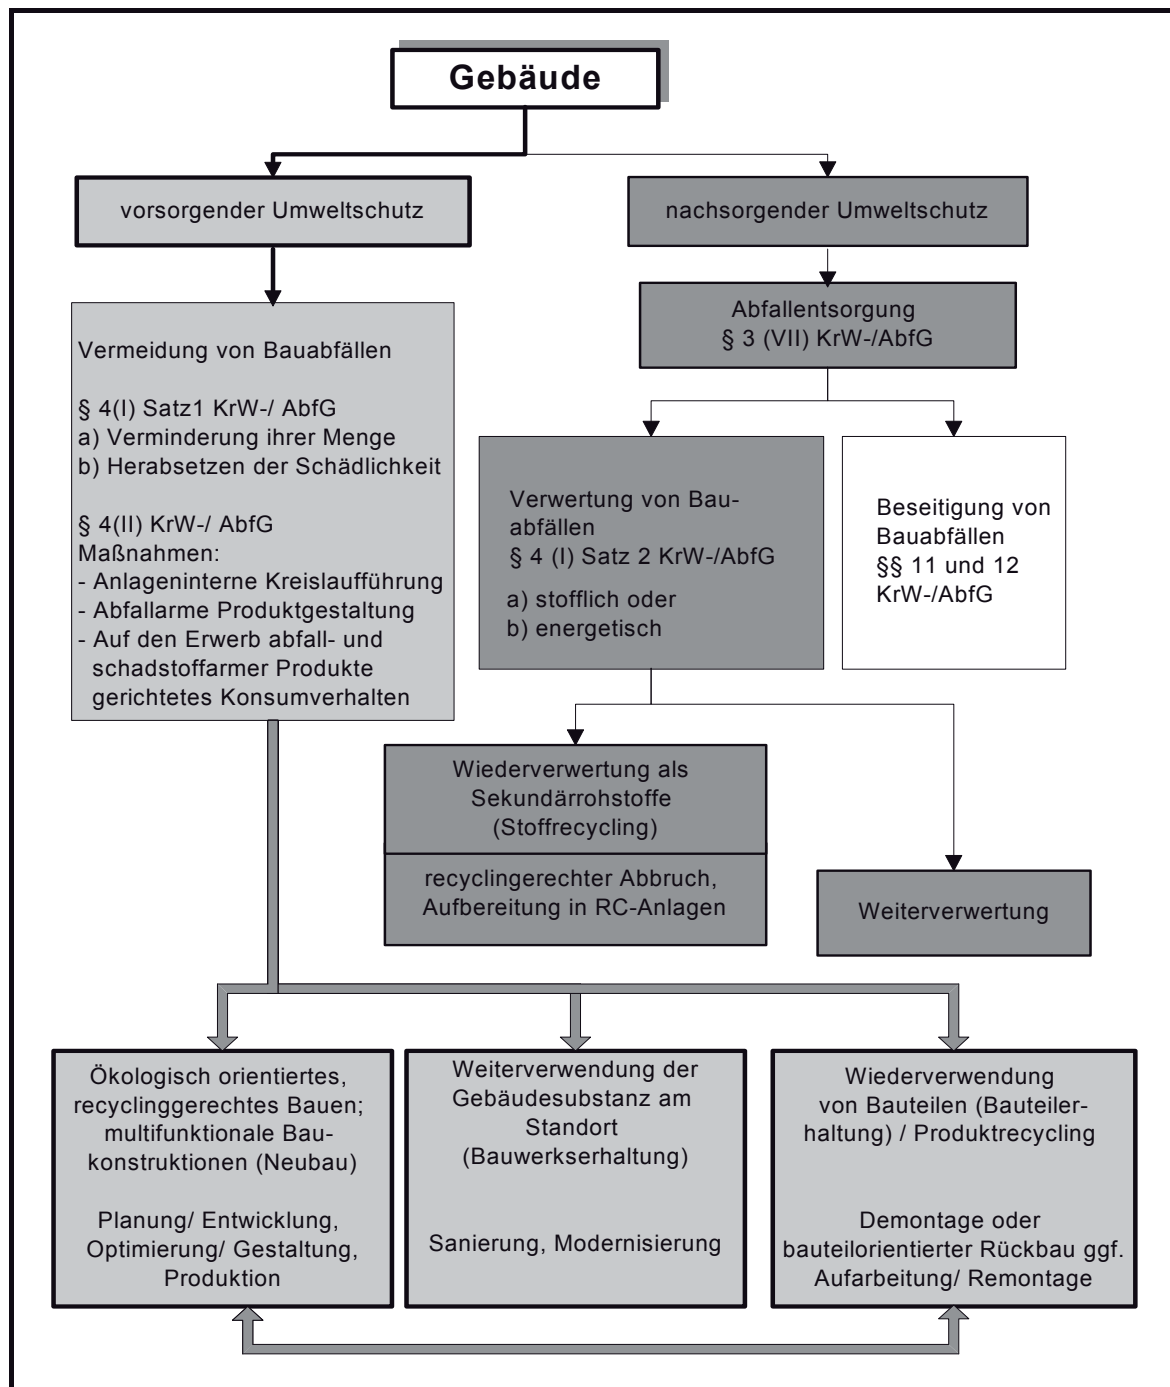 Gebäude
vorsorgender Umweltschutz
nachsorgender Umweltschutz
Abfallentsorgung
§ 3 (VII) KrW-/AbfG
Vermeidung von Bauabfällen
§ 4(I) Satz1 KrW-/ AbfG
a) Verminderung ihrer Menge
b) Herabsetzen der Schädlichkeit
§ 4(II) KrW-/ AbfG
Maßnahmen:
- Anlageninterne Kreislaufführung
- Abfallarme Produktgestaltung
- Auf den Erwerb abfall- und
schadstoffarmer Produkte
gerichtetes Konsumverhalten
Verwertung von Bau-
abfällen
§ 4 (I) Satz 2 KrW-/AbfG
a) stofflich oder
b) energetisch
Beseitigung von
Bauabfällen
§§ 11 und 12
KrW-/AbfG
Wiederverwertung als
Sekundärrohstoffe
(Stoffrecycling)
recyclingerechter Abbruch,
Aufbereitung in RC-Anlagen
Weiterverwertung
Ökologisch orientiertes,
recyclinggerechtes Bauen;
multifunktionale Bau-
konstruktionen (Neubau)
Planung/ Entwicklung,
Optimierung/ Gestaltung,
Produktion
Weiterverwendung der
Gebäudesubstanz am
Standort
(Bauwerkserhaltung)
Sanierung, Modernisierung
Wiederverwendung
von Bauteilen (Bauteiler-
haltung) / Produktrecycling
Demontage oder
bauteilorientierter Rückbau ggf.
Aufarbeitung/ Remontage